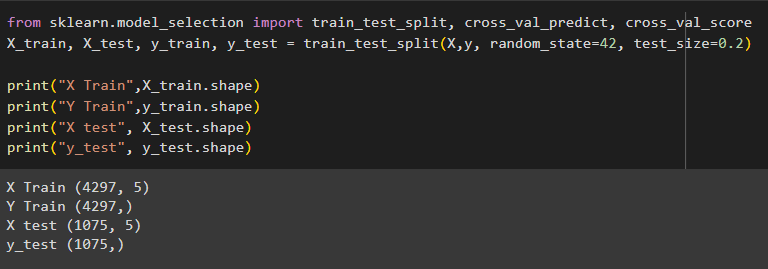 from sklearn.model_selection import train_test_split, cross_val_predict, cross_val_score
X_train, X_test, y_train, y_test = train_test_split(X,y, random_state=42, test_size=0.2)
print("X Train",X_train.shape)
print("Y Train",y_train.shape)
print("X test", X_test.shape)
print("y_test", y_test.shape)
X Train (4297, 5)
Y Train (4297,)
X test (1075, 5)
y_test (1075,)